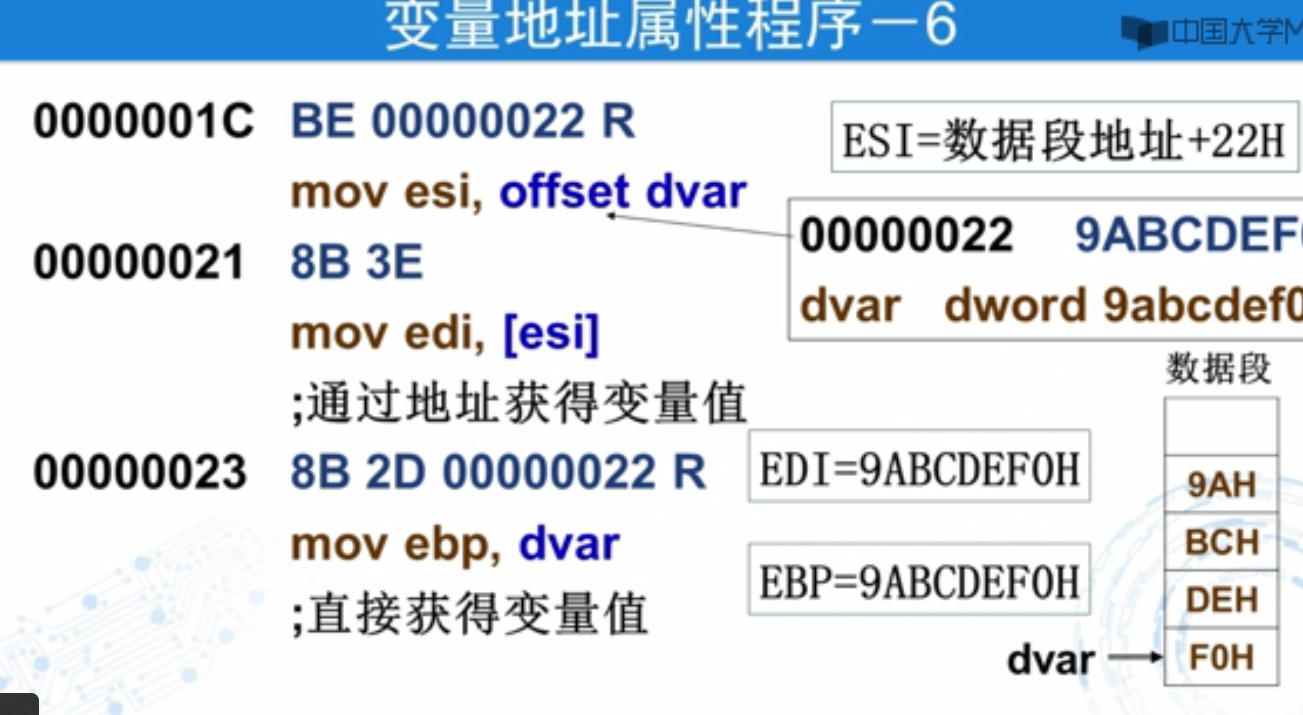 变量地址属性程序－6
中国大学M
0000001C BE 00000022 R
ESI=数据段地址+22H
mov esi, offset dvar
00000022 9ABCDEF
00000021 8B 3E
dvar dword 9abcdef0
mov edi, [esi]
数据段
;通过地址获得变量值
00000023 8B 2D 00000022 R
EDI=9ABCDEF0H
9AH
mov ebp, dvar
BCH
EBP=9ABCDEF0H
DEH
;直接获得变量值
dvar
F0H